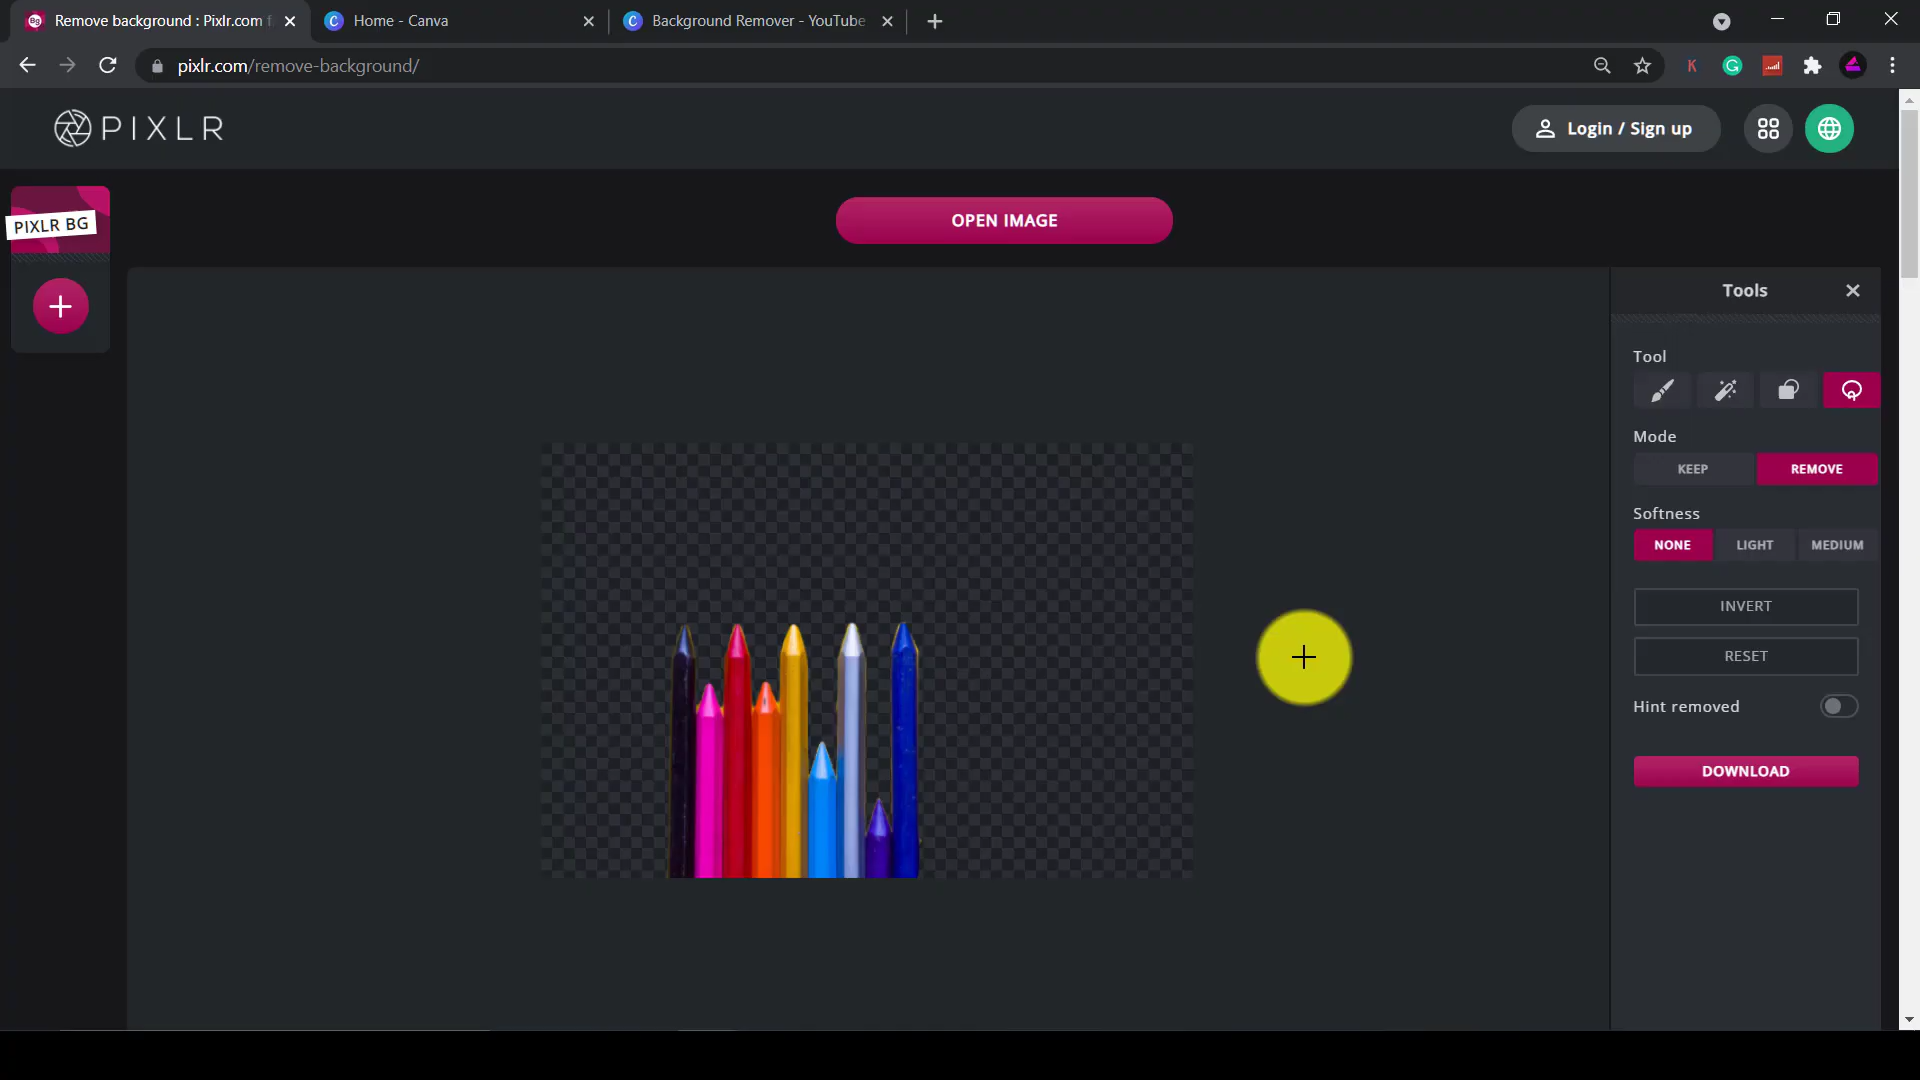 Remove background : Pixlr.com f
Home - Canva
Background Remover - YouTube
pixlr.com/remove-background/
PIXLR
Login / Sign up
PIXLR BG
OPEN IMAGE
Tools
Tool
Mode
KEEP
REMOVE
Softness
NONE
LIGHT
MEDIUM
INVERT
RESET
Hint removed
DOWNLOAD